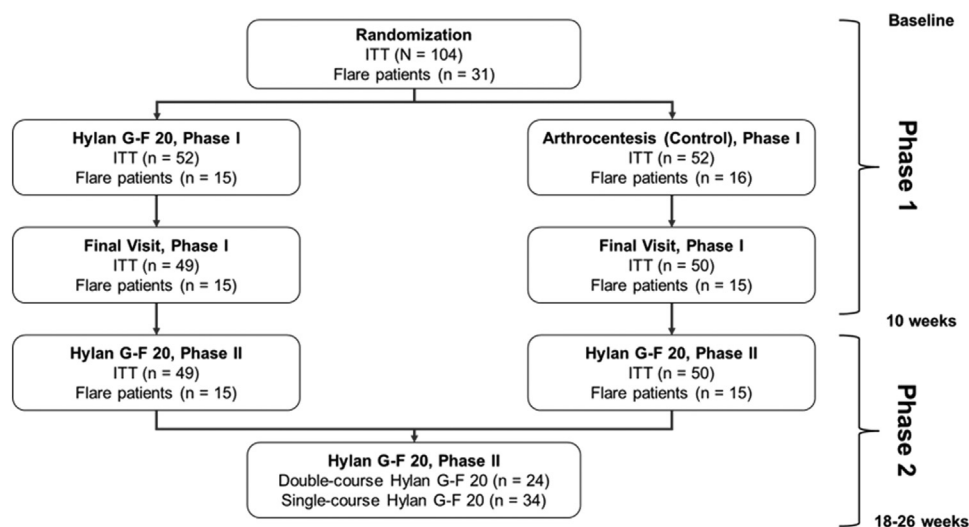 Baseline
Randomization
ITT (N = 104)
Flare patients (n = 31)
Hylan G-F 20, Phase I
ITT (n = 52)
Flare patients (n = 15)
Arthrocentesis (Control), Phase I
ITT (n = 52)
Flare patients (n = 16)
Phase 1
Final Visit, Phase I
ITT (n = 49)
Flare patients (n = 15)
Final Visit, Phase I
ITT (n = 50)
Flare patients (n = 15)
10 weeks
Hylan G-F 20, Phase II
ITT (n = 49)
Flare patients (n = 15)
Hylan G-F 20, Phase II
ITT (n = 50)
Flare patients (n = 15)
Phase 2
Hylan G-F 20, Phase II
Double-course Hylan G-F 20 (n = 24)
Single-course Hylan G-F 20 (n = 34)
18-26 weeks